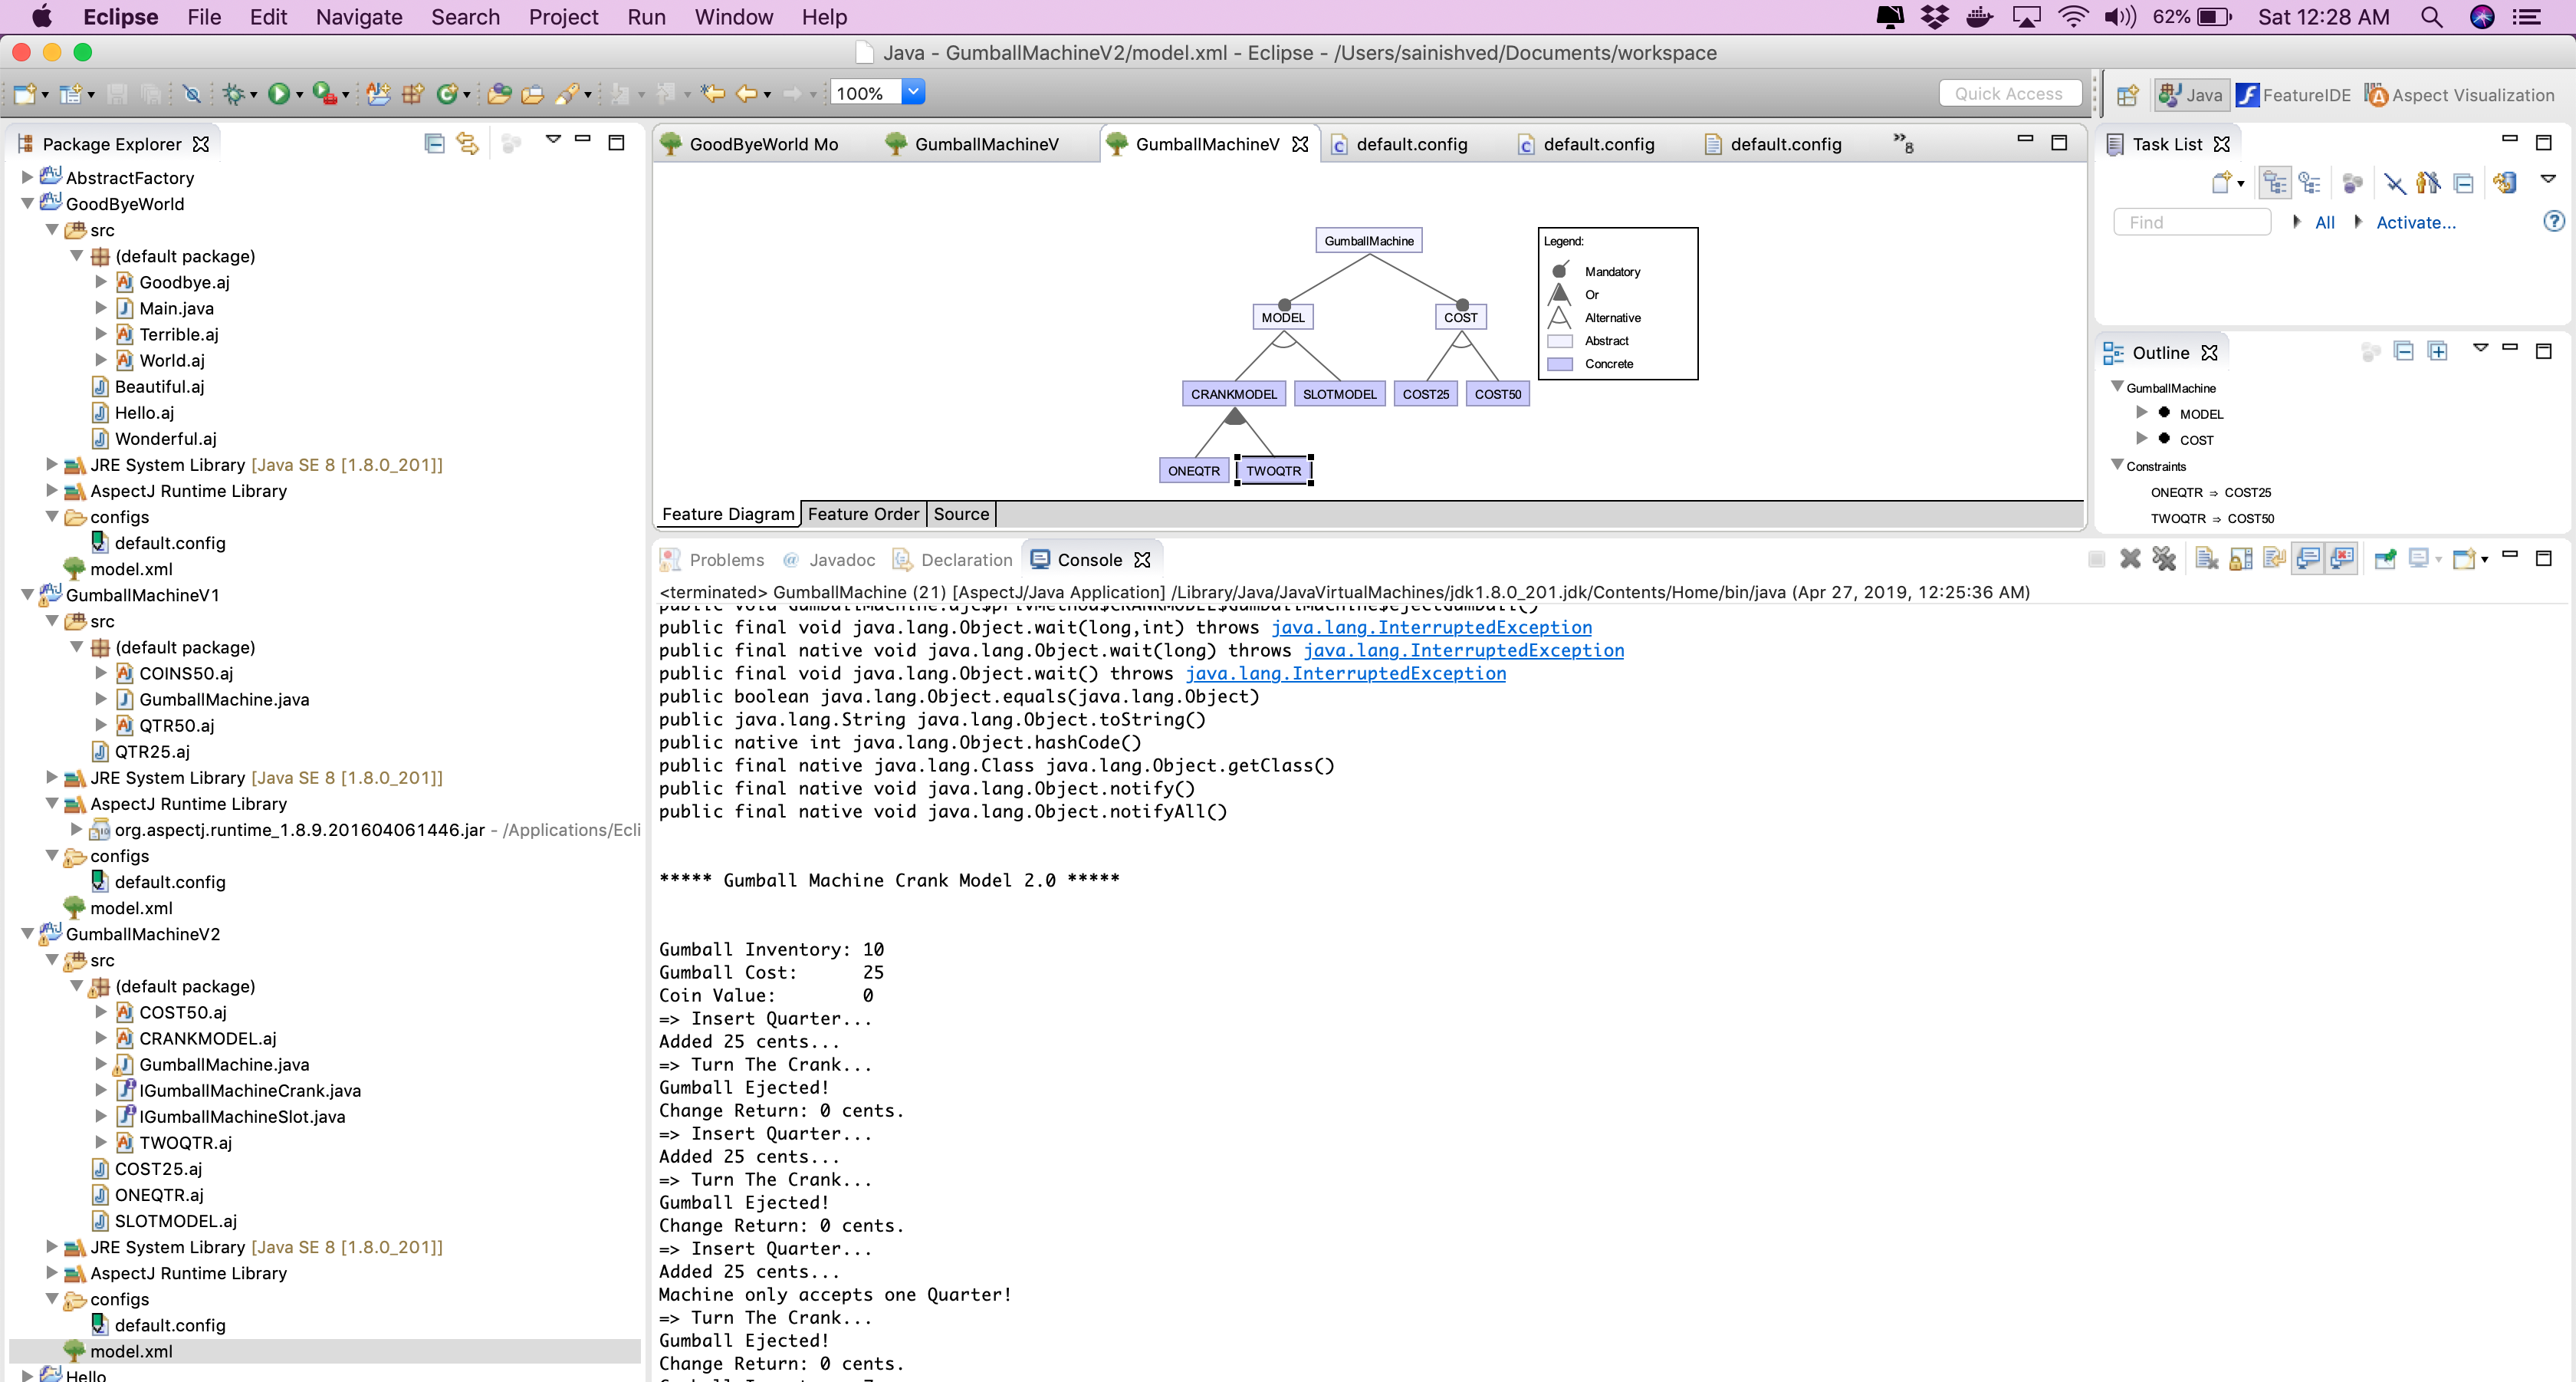 Eclipse File Edit Navigate Search Project Run Window Help 62% Sat 12:28 AM
Java - GumballMachineV2/model.xml - Eclipse - /Users/sainishved/Documents/workspace
100% Quick Access Java FeatureIDE Aspect Visualization
Package Explorer
AbstractFactory
GoodByeWorld
src
(default package)
Goodbye.aj
Main.java
Terrible.aj
World.aj
Beautiful.aj
Hello.aj
Wonderful.aj
JRE System Library [Java SE 8 [1.8.0_201]]
AspectJ Runtime Library
configs
default.config
model.xml
GumballMachineV1
src
(default package)
COINS50.aj
GumballMachine.java
QTR50.aj
QTR25.aj
JRE System Library [Java SE 8 [1.8.0_201]]
AspectJ Runtime Library
org.aspectj.runtime_1.8.9.201604061446.jar - /Applications/Ecli
configs
default.config
model.xml
GumballMachineV2
src
(default package)
COST50.aj
CRANKMODEL.aj
GumballMachine.java
IGumballMachineCrank.java
IGumballMachineSlot.java
TWOQTR.aj
COST25.aj
ONEQTR.aj
SLOTMODEL.aj
JRE System Library [Java SE 8 [1.8.0_201]]
AspectJ Runtime Library
configs
default.config
model.xml
Hello
GoodByeWorld Mo GumballMachineV GumballMachineV default.config default.config default.config »8
GumballMachine
MODEL COST
CRANKMODEL SLOTMODEL COST25 COST50
ONEQTR TWOQTR
Legend:
Mandatory
Or
Alternative
Abstract
Concrete
Feature Diagram Feature Order Source
Problems Javadoc Declaration Console
<terminated> GumballMachine (21) [AspectJ/Java Application] /Library/Java/JavaVirtualMachines/jdk1.8.0_201.jdk/Contents/Home/bin/java (Apr 27, 2019, 12:25:36 AM)
public void GumballMachine.ajc$privMethod$CRANKMODEL$GumballMachine$ejectGumball()
public final void java.lang.Object.wait(long,int) throws java.lang.InterruptedException
public final native void java.lang.Object.wait(long) throws java.lang.InterruptedException
public final void java.lang.Object.wait() throws java.lang.InterruptedException
public boolean java.lang.Object.equals(java.lang.Object)
public java.lang.String java.lang.Object.toString()
public native int java.lang.Object.hashCode()
public final native java.lang.Class java.lang.Object.getClass()
public final native void java.lang.Object.notify()
public final native void java.lang.Object.notifyAll()
***** Gumball Machine Crank Model 2.0 *****
Gumball Inventory: 10
Gumball Cost: 25
Coin Value: 0
=> Insert Quarter...
Added 25 cents...
=> Turn The Crank...
Gumball Ejected!
Change Return: 0 cents.
=> Insert Quarter...
Added 25 cents...
=> Turn The Crank...
Gumball Ejected!
Change Return: 0 cents.
=> Insert Quarter...
Added 25 cents...
Machine only accepts one Quarter!
=> Turn The Crank...
Gumball Ejected!
Change Return: 0 cents.
Task List
Find All Activate...
Outline
GumballMachine
MODEL
COST
Constraints
ONEQTR ⇒ COST25
TWOQTR ⇒ COST50